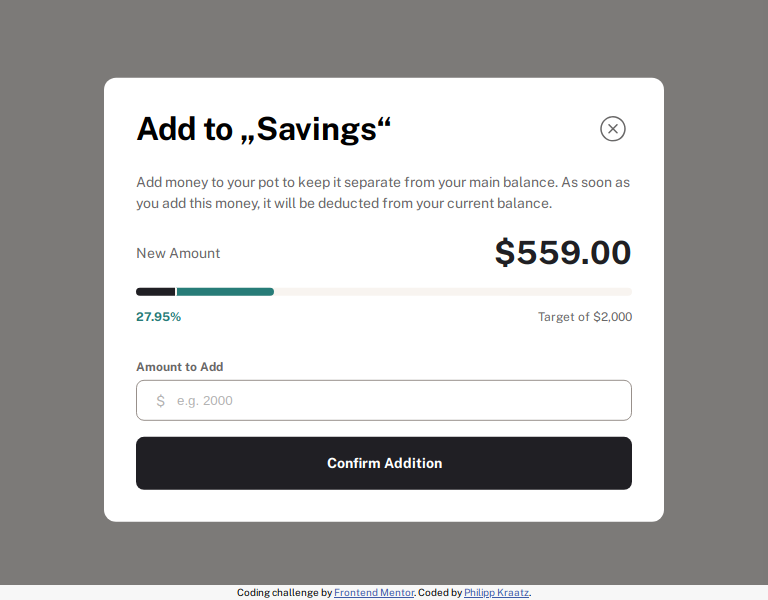 Add to „Savings“
Add money to your pot to keep it separate from your main balance. As soon as
you add this money, it will be deducted from your current balance.
New Amount
$559.00
27.95%
Target of $2,000
Amount to Add
$ e.g. 2000
Confirm Addition
Coding challenge by Frontend Mentor. Coded by Philipp Kraatz.